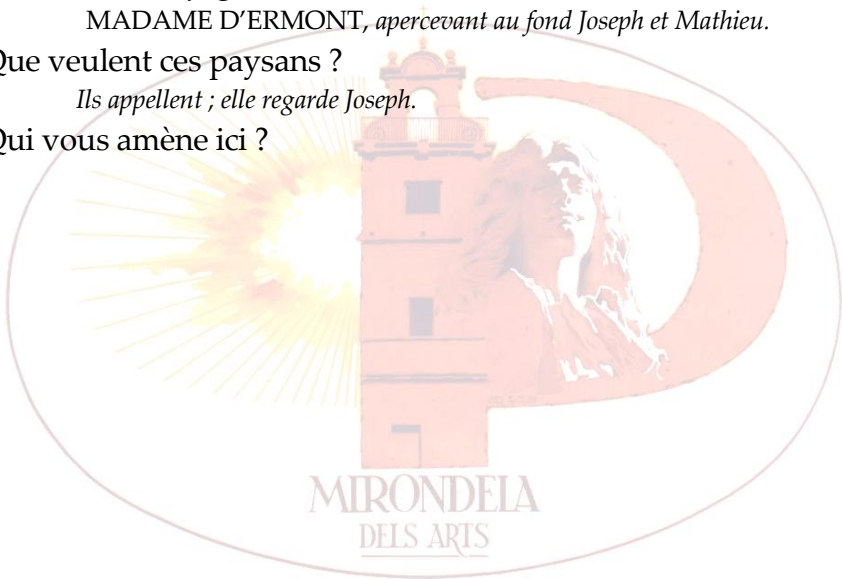 MADAME D’ERMONT, apercevant au fond Joseph et Mathieu.
Que veulent ces paysans ?
Ils appellent ; elle regarde Joseph.
Qui vous amène ici ?
MIRONDELA
DELS ARTS